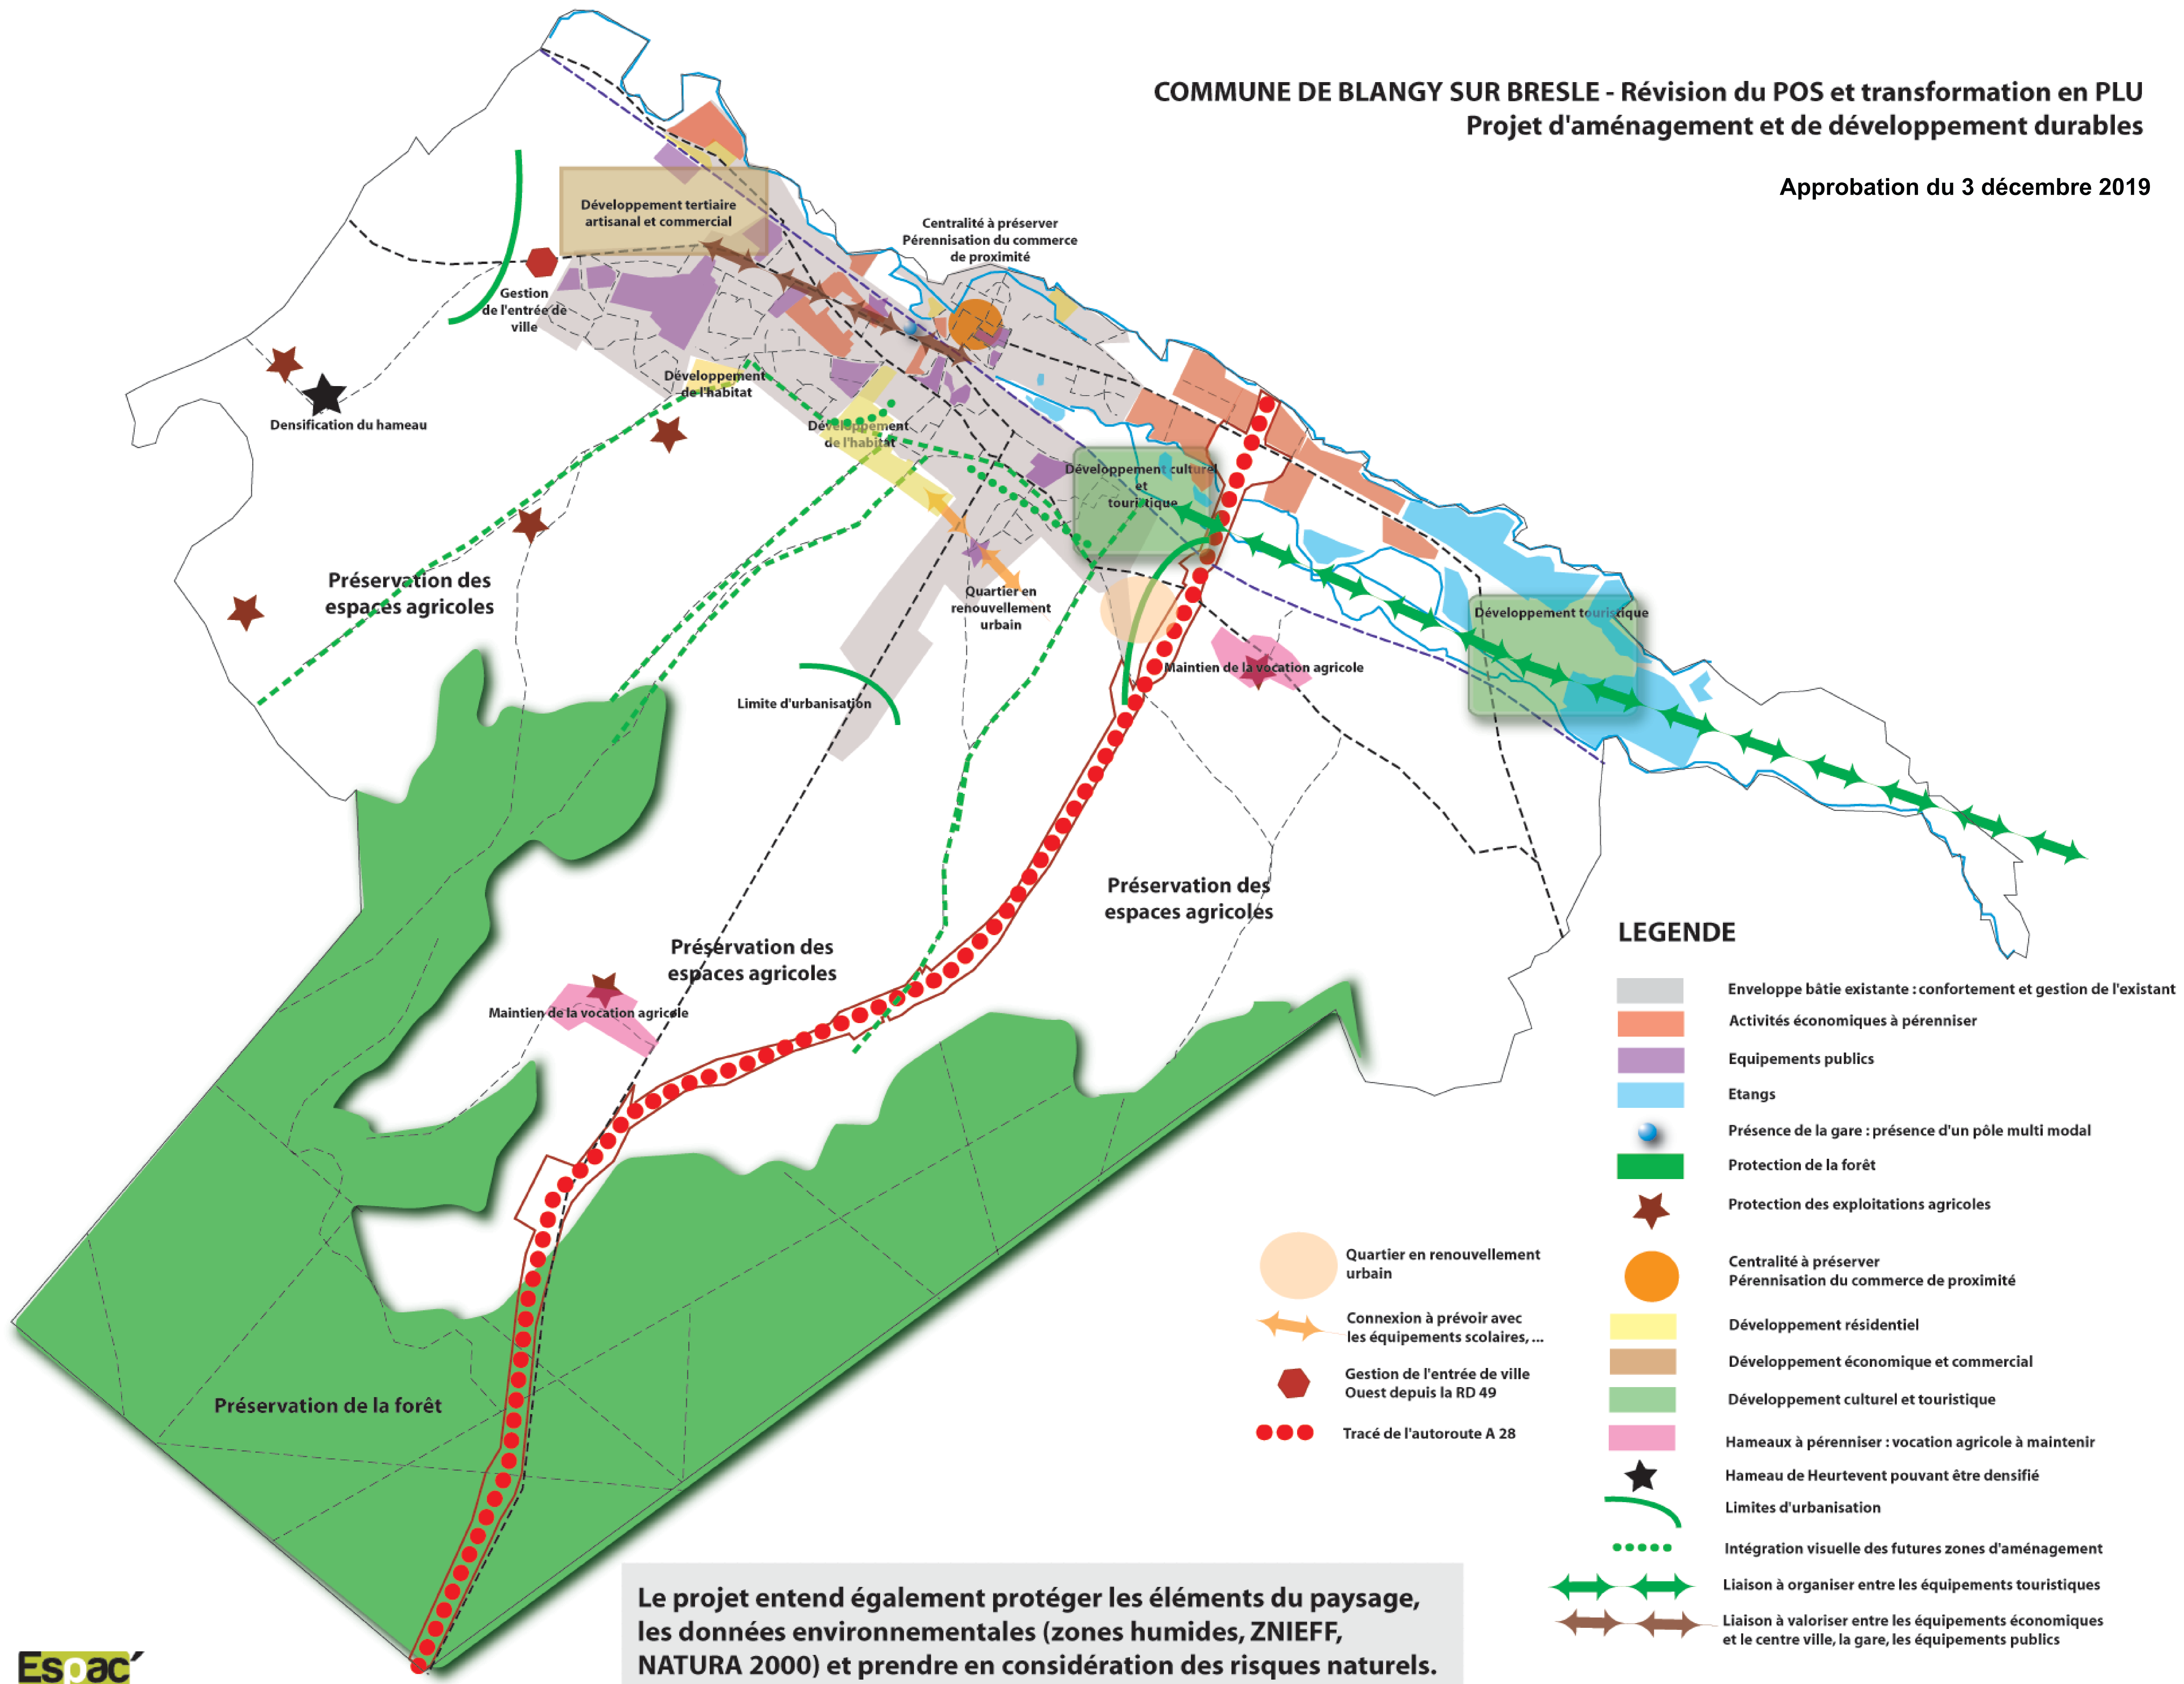 COMMUNE DE BLANGY SUR BRESLE - Révision du POS et transformation en PLU
Projet d'aménagement et de développement durables
Approbation du 3 décembre 2019
Développement tertiaire
artisanal et commercial
Centralité à préserver
Pérennisation du commerce
de proximité
Gestion
de l'entrée de
ville
Développement
de l'habitat
Densification du hameau
Développement
de l'habitat
Développement culturel
et
touristique
Préservation des
espaces agricoles
Quartier en
renouvellement
urbain
Développement touristique
Maintien de la vocation agricole
Limite d'urbanisation
Préservation des
espaces agricoles
Préservation des
espaces agricoles
Maintien de la vocation agricole
Préservation de la forêt
LEGENDE
Enveloppe bâtie existante : confortement et gestion de l'existant
Activités économiques à pérenniser
Equipements publics
Etangs
Présence de la gare : présence d'un pôle multi modal
Protection de la forêt
Protection des exploitations agricoles
Centralité à préserver
Pérennisation du commerce de proximité
Développement résidentiel
Développement économique et commercial
Développement culturel et touristique
Hameaux à pérenniser : vocation agricole à maintenir
Hameau de Heurtevent pouvant être densifié
Limites d'urbanisation
Intégration visuelle des futures zones d'aménagement
Liaison à organiser entre les équipements touristiques
Liaison à valoriser entre les équipements économiques
et le centre ville, la gare, les équipements publics
Quartier en renouvellement
urbain
Connexion à prévoir avec
les équipements scolaires, ...
Gestion de l'entrée de ville
Ouest depuis la RD 49
Tracé de l'autoroute A 28
Le projet entend également protéger les éléments du paysage,
les données environnementales (zones humides, ZNIEFF,
NATURA 2000) et prendre en considération des risques naturels.
Espac'